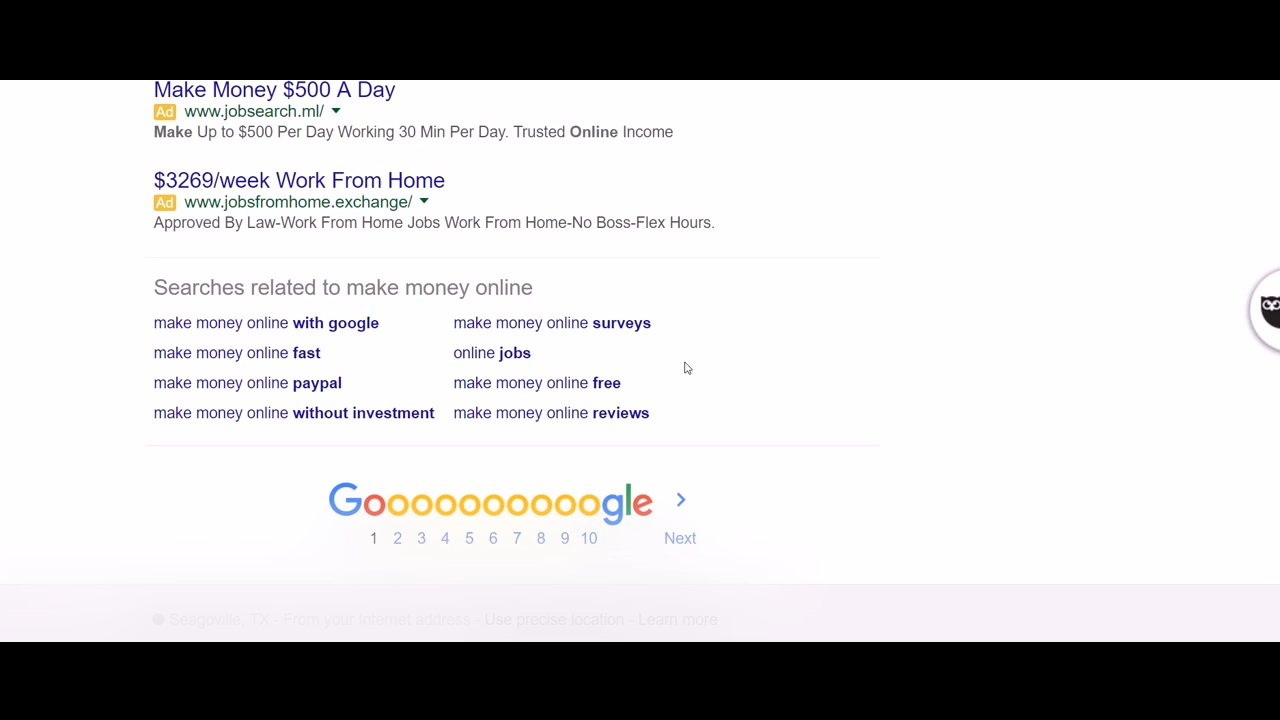 Make Money $500 A Day
Ad www.jobsearch.ml/
Make Up to $500 Per Day Working 30 Min Per Day. Trusted Online Income
$3269/week Work From Home
Ad www.jobsfromhome.exchange/
Approved By Law-Work From Home Jobs Work From Home-No Boss-Flex Hours.
Searches related to make money online
make money online with google
make money online surveys
make money online fast
online jobs
make money online paypal
make money online free
make money online without investment
make money online reviews
Goooooooooogle
1 2 3 4 5 6 7 8 9 10 Next
Seagoville, TX - From your Internet address - Use precise location - Learn more